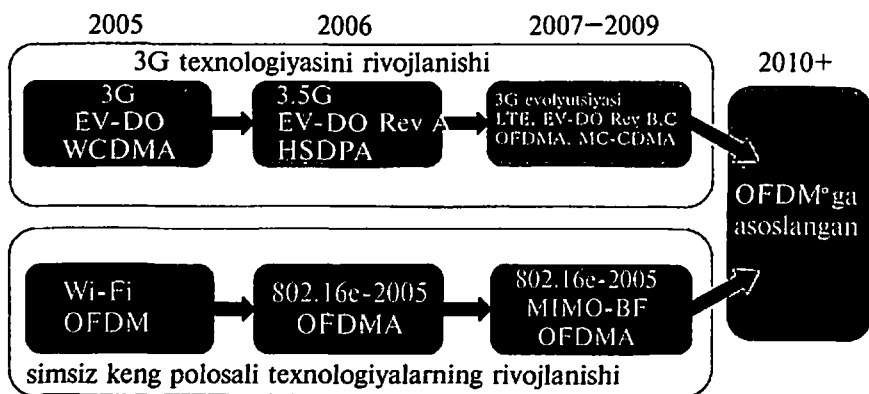 2005
2006
2007–2009
2010+
3G texnologiyasini rivojlanishi
3G
EV-DO
WCDMA
3.5G
EV-DO Rev A
HSDPA
3G evolyutsiyasi
LTE, EV-DO Rev B,C
OFDMA, MC-CDMA
OFDM°ga
asoslangan
Wi-Fi
OFDM
802.16e-2005
OFDMA
802.16e-2005
MIMO-BF
OFDMA
simsiz keng polosali texnologiyalarning rivojlanishi